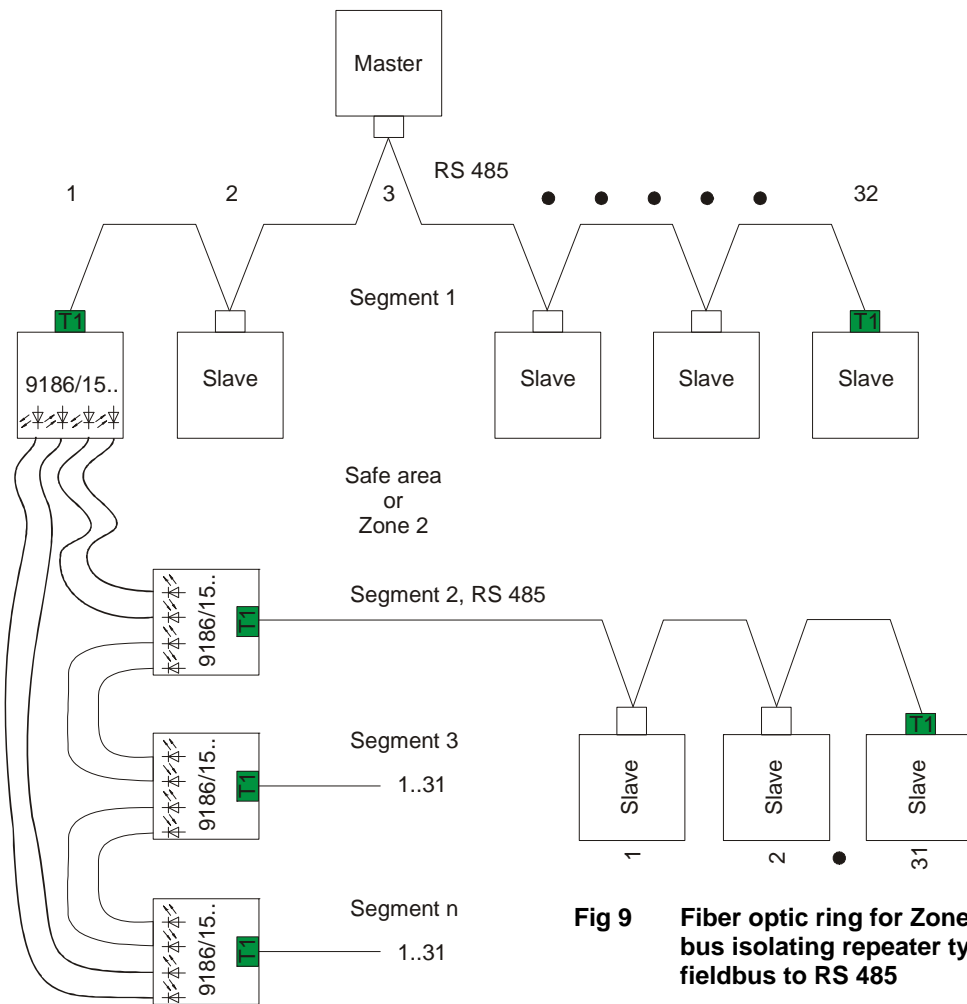 Master
RS 485
1 2 3 32
Segment 1
T1 T1
9186/15.. Slave Slave Slave Slave
Safe area
or
Zone 2
9186/15.. T1
Segment 2, RS 485
T1
Slave Slave Slave
1 2 31
9186/15.. T1
Segment 3
1..31
9186/15.. T1
Segment n
1..31
Fig 9 Fiber optic ring for Zone
bus isolating repeater ty
fieldbus to RS 485